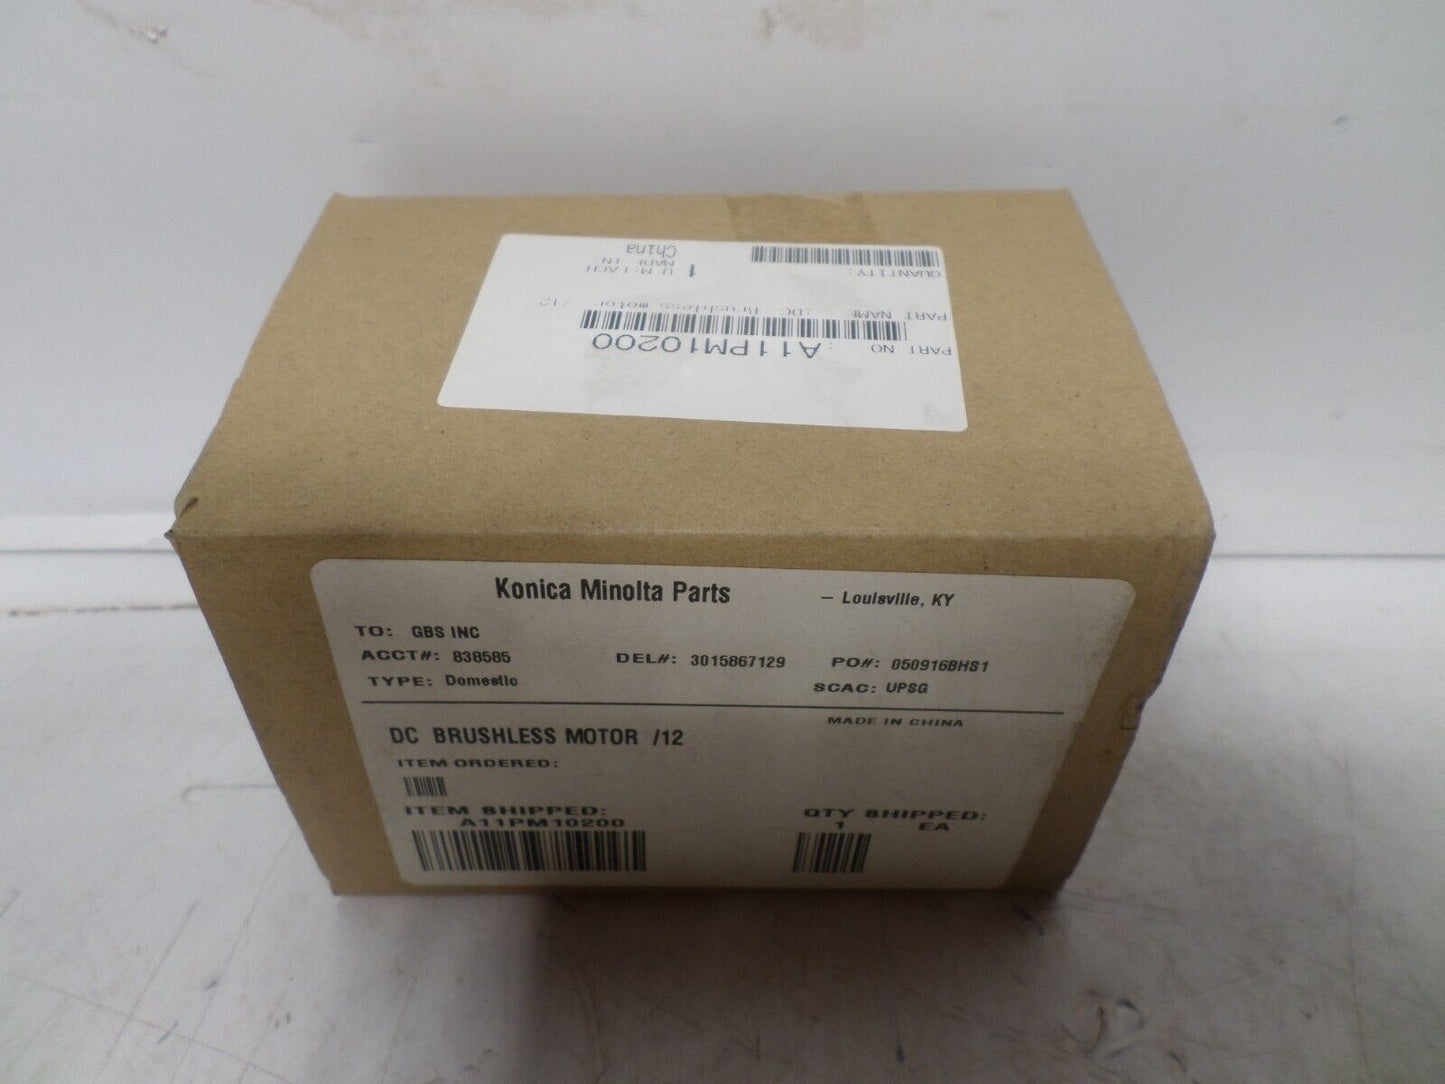 PART NO. : A11PM10200
PART NAME :DC Brushless motor /12
QUANTITY: 1 U/M:EACH
MADE IN:
China
Konica Minolta Parts – Louisville, KY
TO: GBS INC
ACCT#: 838585 DEL#: 3015867129 PO#: 050916BHS1
TYPE: Domestic SCAC: UPSG
MADE IN CHINA
DC BRUSHLESS MOTOR /12
ITEM ORDERED:
ITEM SHIPPED: QTY SHIPPED:
A11PM10200 1 EA